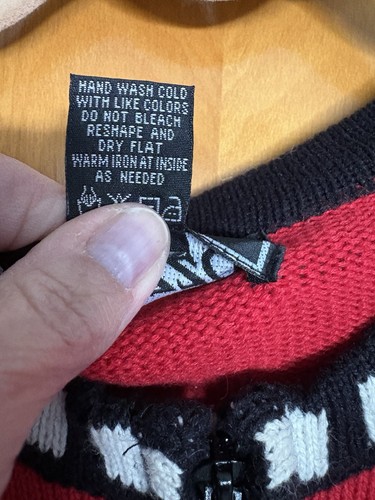 HAND WASH COLD
WITH LIKE COLORS
DO NOT BLEACH
RESHAPE AND
DRY FLAT
WARM IRON AT INSIDE
AS NEEDED